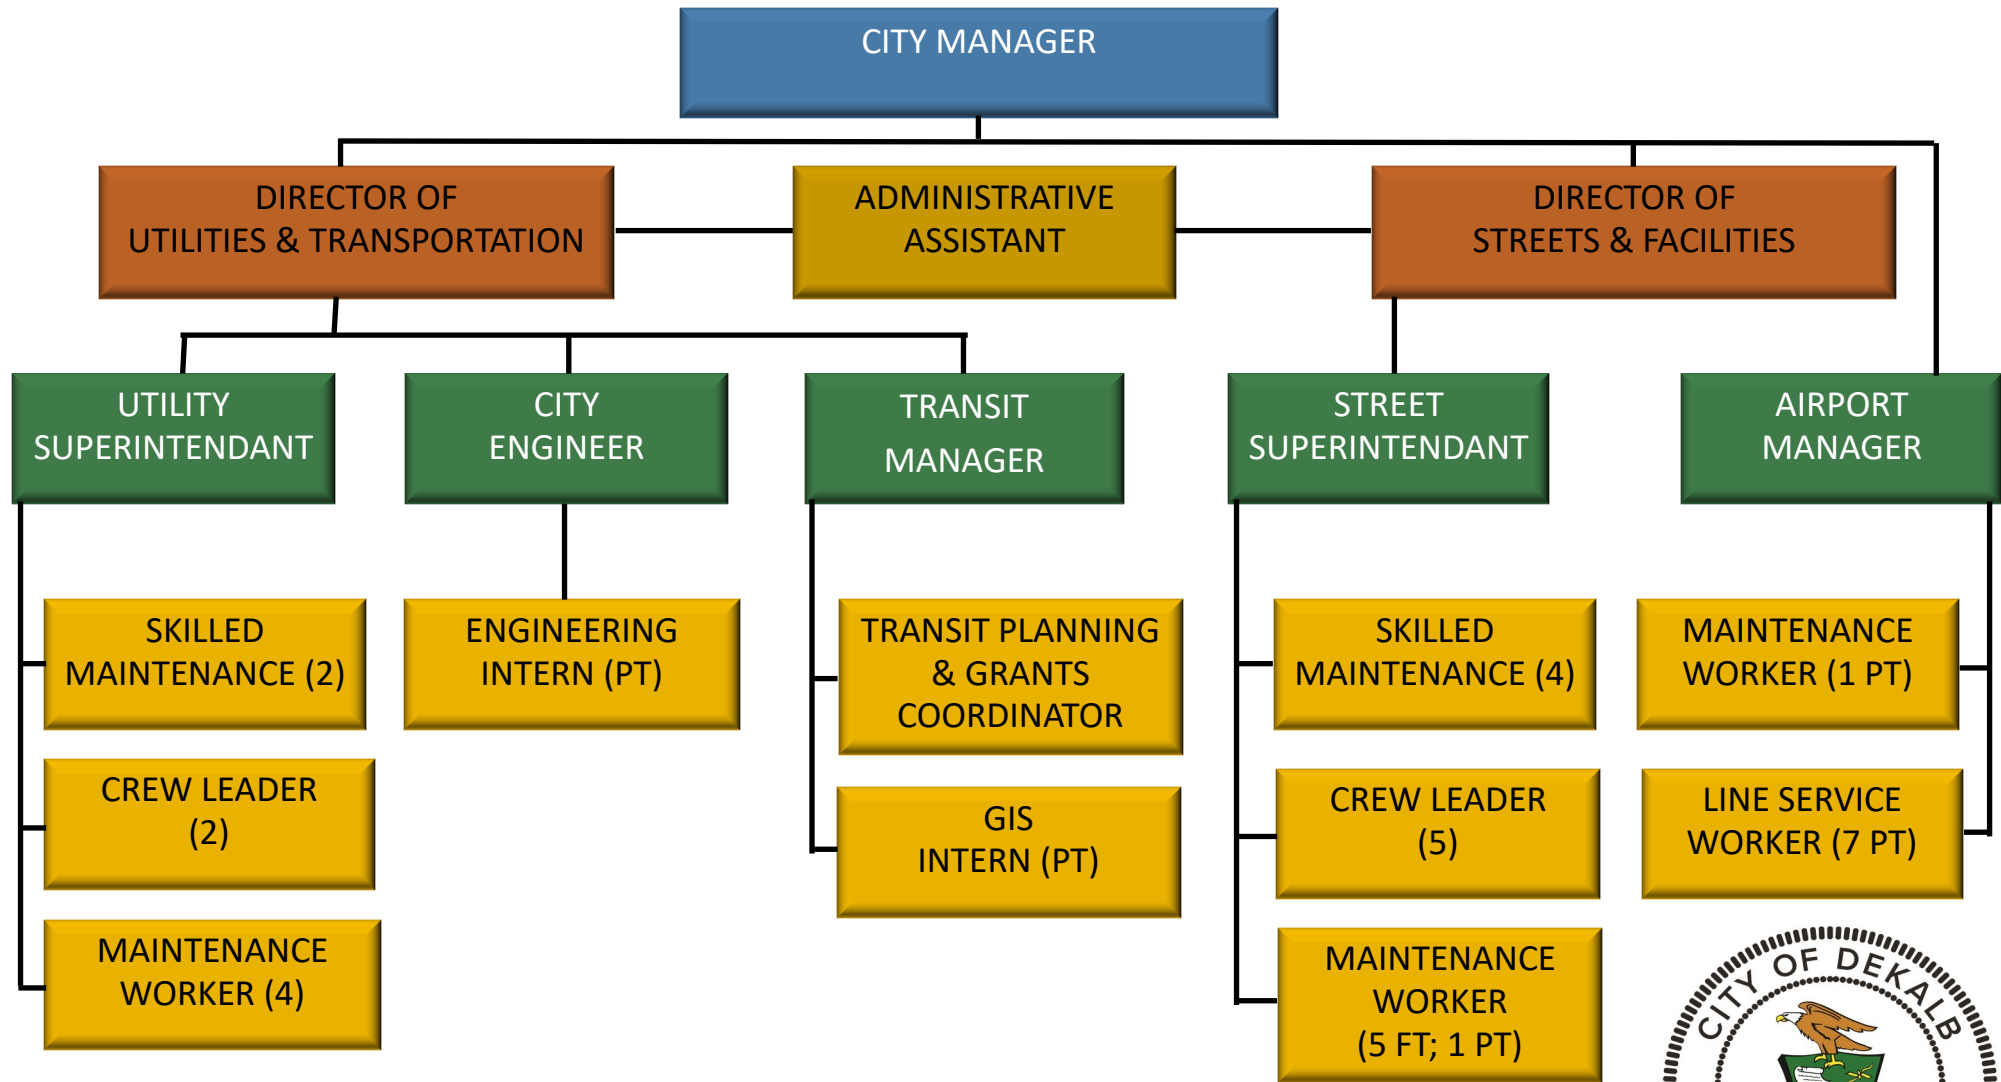 CITY MANAGER
DIRECTOR OF
UTILITIES & TRANSPORTATION
ADMINISTRATIVE
ASSISTANT
DIRECTOR OF
STREETS & FACILITIES
UTILITY
SUPERINTENDANT
CITY
ENGINEER
TRANSIT
MANAGER
STREET
SUPERINTENDANT
AIRPORT
MANAGER
SKILLED
MAINTENANCE (2)
CREW LEADER
(2)
MAINTENANCE
WORKER (4)
ENGINEERING
INTERN (PT)
TRANSIT PLANNING
& GRANTS
COORDINATOR
GIS
INTERN (PT)
SKILLED
MAINTENANCE (4)
CREW LEADER
(5)
MAINTENANCE
WORKER
(5 FT; 1 PT)
MAINTENANCE
WORKER (1 PT)
LINE SERVICE
WORKER (7 PT)
CITY OF DEKALB